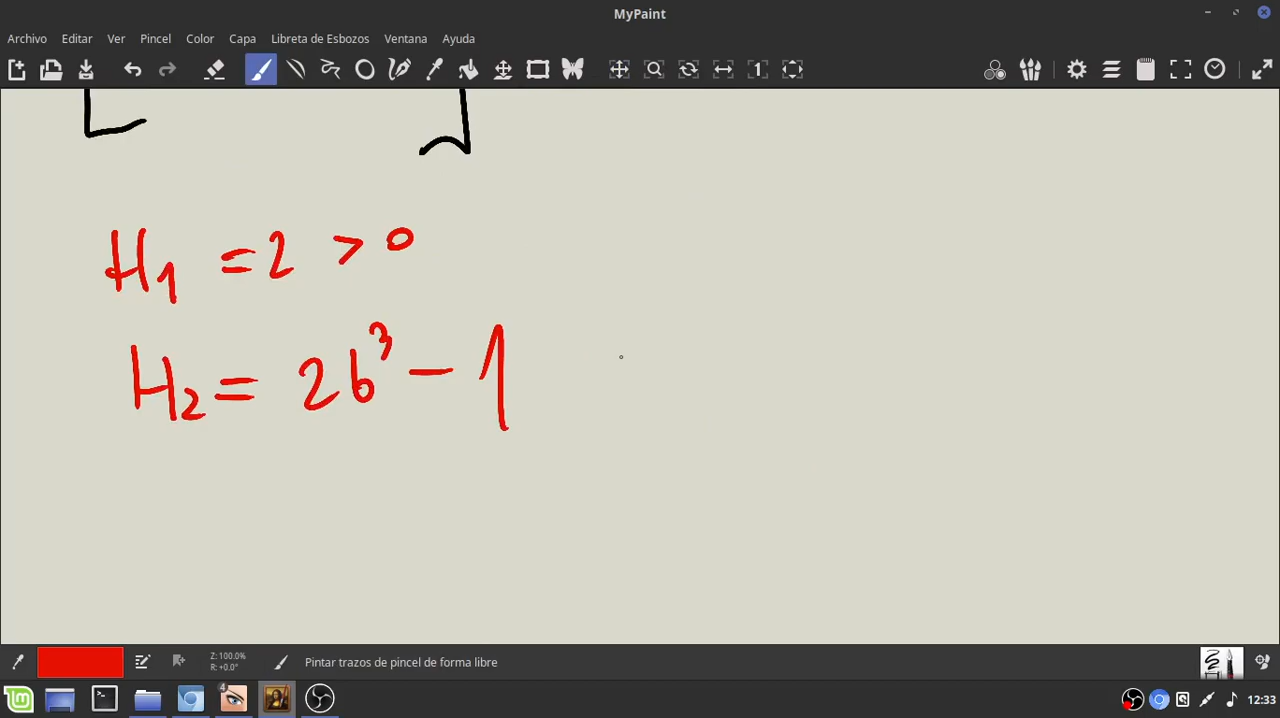 MyPaint
Archivo Editar Ver Pincel Color Capa Libreta de Esbozos Ventana Ayuda
H₁ = 2 > 0
H₂ = 2b³ - 1
Z: 100.0%
R: +0.0°
Pintar trazos de pincel de forma libre
4
12:33